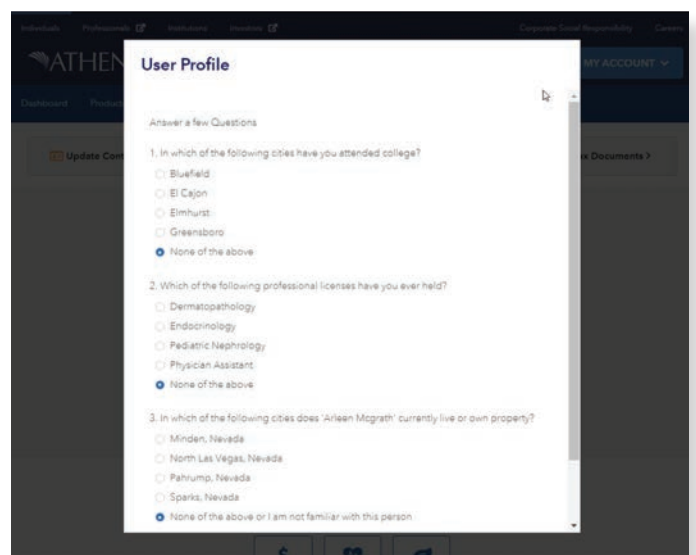 Individuals Professionals Institutions Investors Corporate Social Responsibility Careers
ATHEN MY ACCOUNT
User Profile
Dashboard Product
Update Cont x Documents >
Answer a few Questions
1. In which of the following cities have you attended college?
Bluefield
El Cajon
Elmhurst
Greensboro
None of the above
2. Which of the following professional licenses have you ever held?
Dermatopathology
Endocrinology
Pediatric Nephrology
Physician Assistant
None of the above
3. In which of the following cities does 'Arleen Mcgrath' currently live or own property?
Minden, Nevada
North Las Vegas, Nevada
Pahrump, Nevada
Sparks, Nevada
None of the above or I am not familiar with this person